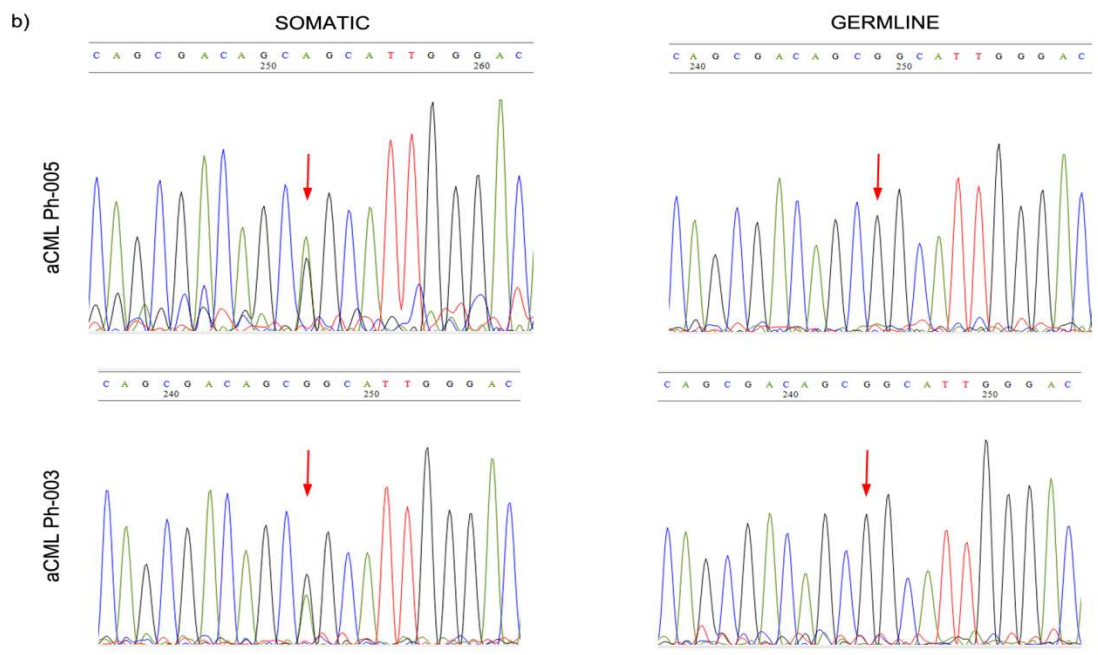 b) SOMATIC GERMLINE
C A G C G A C A G C A G C A T T G G G A C
250 260
C A G C G A C A G C G G C A T T G G G A C
240 250
aCML Ph-005
C A G C G A C A G C G G C A T T G G G A C
240 250
C A G C G A C A G C G G C A T T G G G A C
240 250
aCML Ph-003